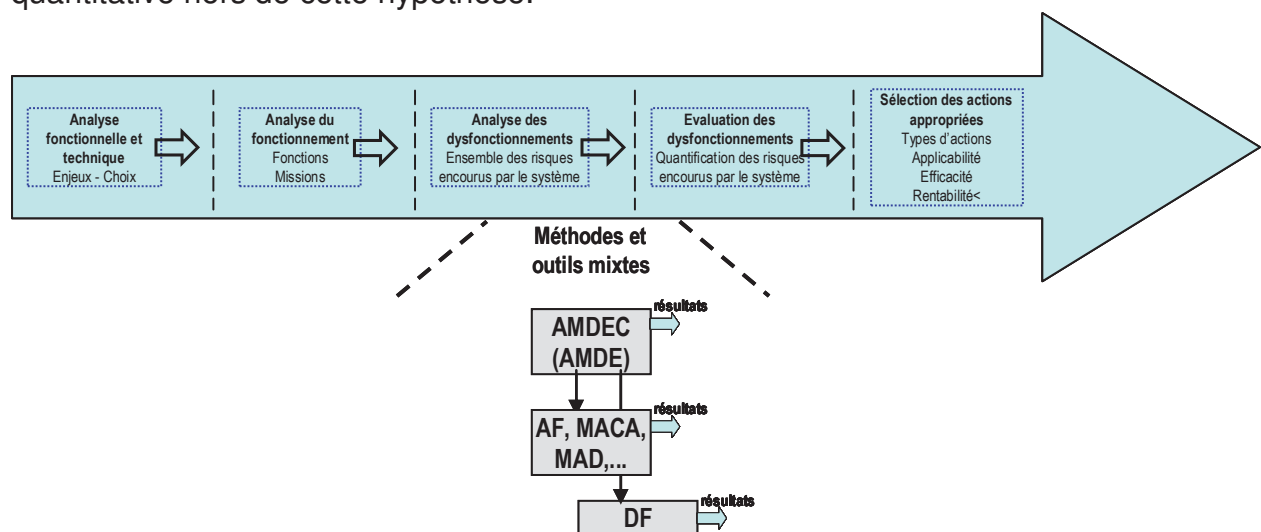 quantitative hors de cette hypothèse.
Analyse
fonctionnelle et
technique
Enjeux - Choix
Analyse du
fonctionnement
Fonctions
Missions
Analyse des
dysfonctionnements
Ensemble des risques
encourus par le système
Evaluation des
dysfonctionnements
Quantification des risques
encourus par le système
Sélection des actions
appropriées
Types d'actions
Applicabilité
Efficacité
Rentabilité<
Méthodes et
outils mixtes
résultats
AMDEC
(AMDE)
résultats
AF, MACA,
MAD,...
résultats
DF